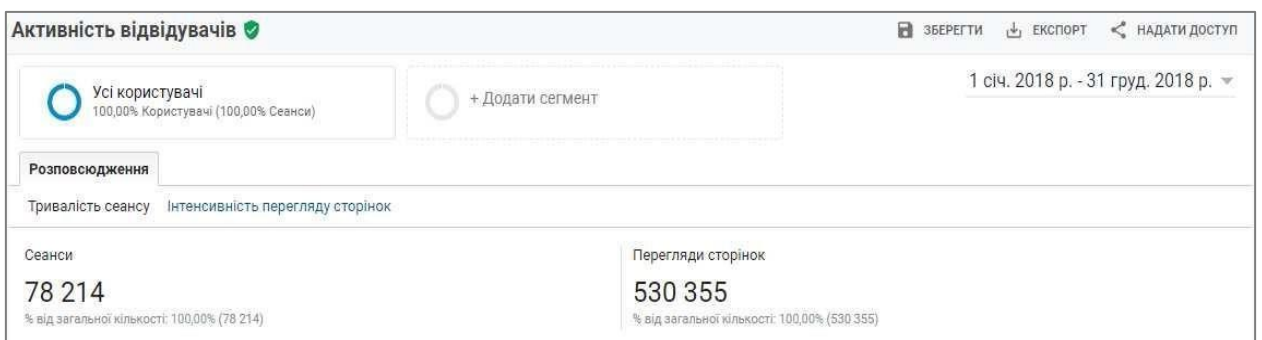 Активність відвідувачів
ЗБЕРЕГТИ ЕКСПОРТ НАДАТИ ДОСТУП
Усі користувачі
100,00% Користувачі (100,00% Сеанси)
+ Додати сегмент
1 січ. 2018 р. - 31 груд. 2018 р.
Розповсюдження
Тривалість сеансу Інтенсивність перегляду сторінок
Сеанси
78 214
% від загальної кількості: 100,00% (78 214)
Перегляди сторінок
530 355
% від загальної кількості: 100,00% (530 355)